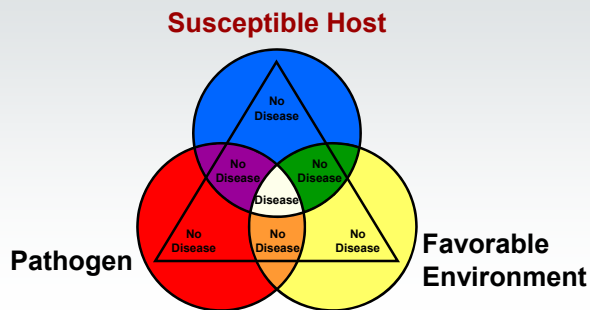 Susceptible Host
No
Disease
No
Disease
No
Disease
Disease
No
Disease
No
Disease
No
Disease
Pathogen
Favorable
Environment